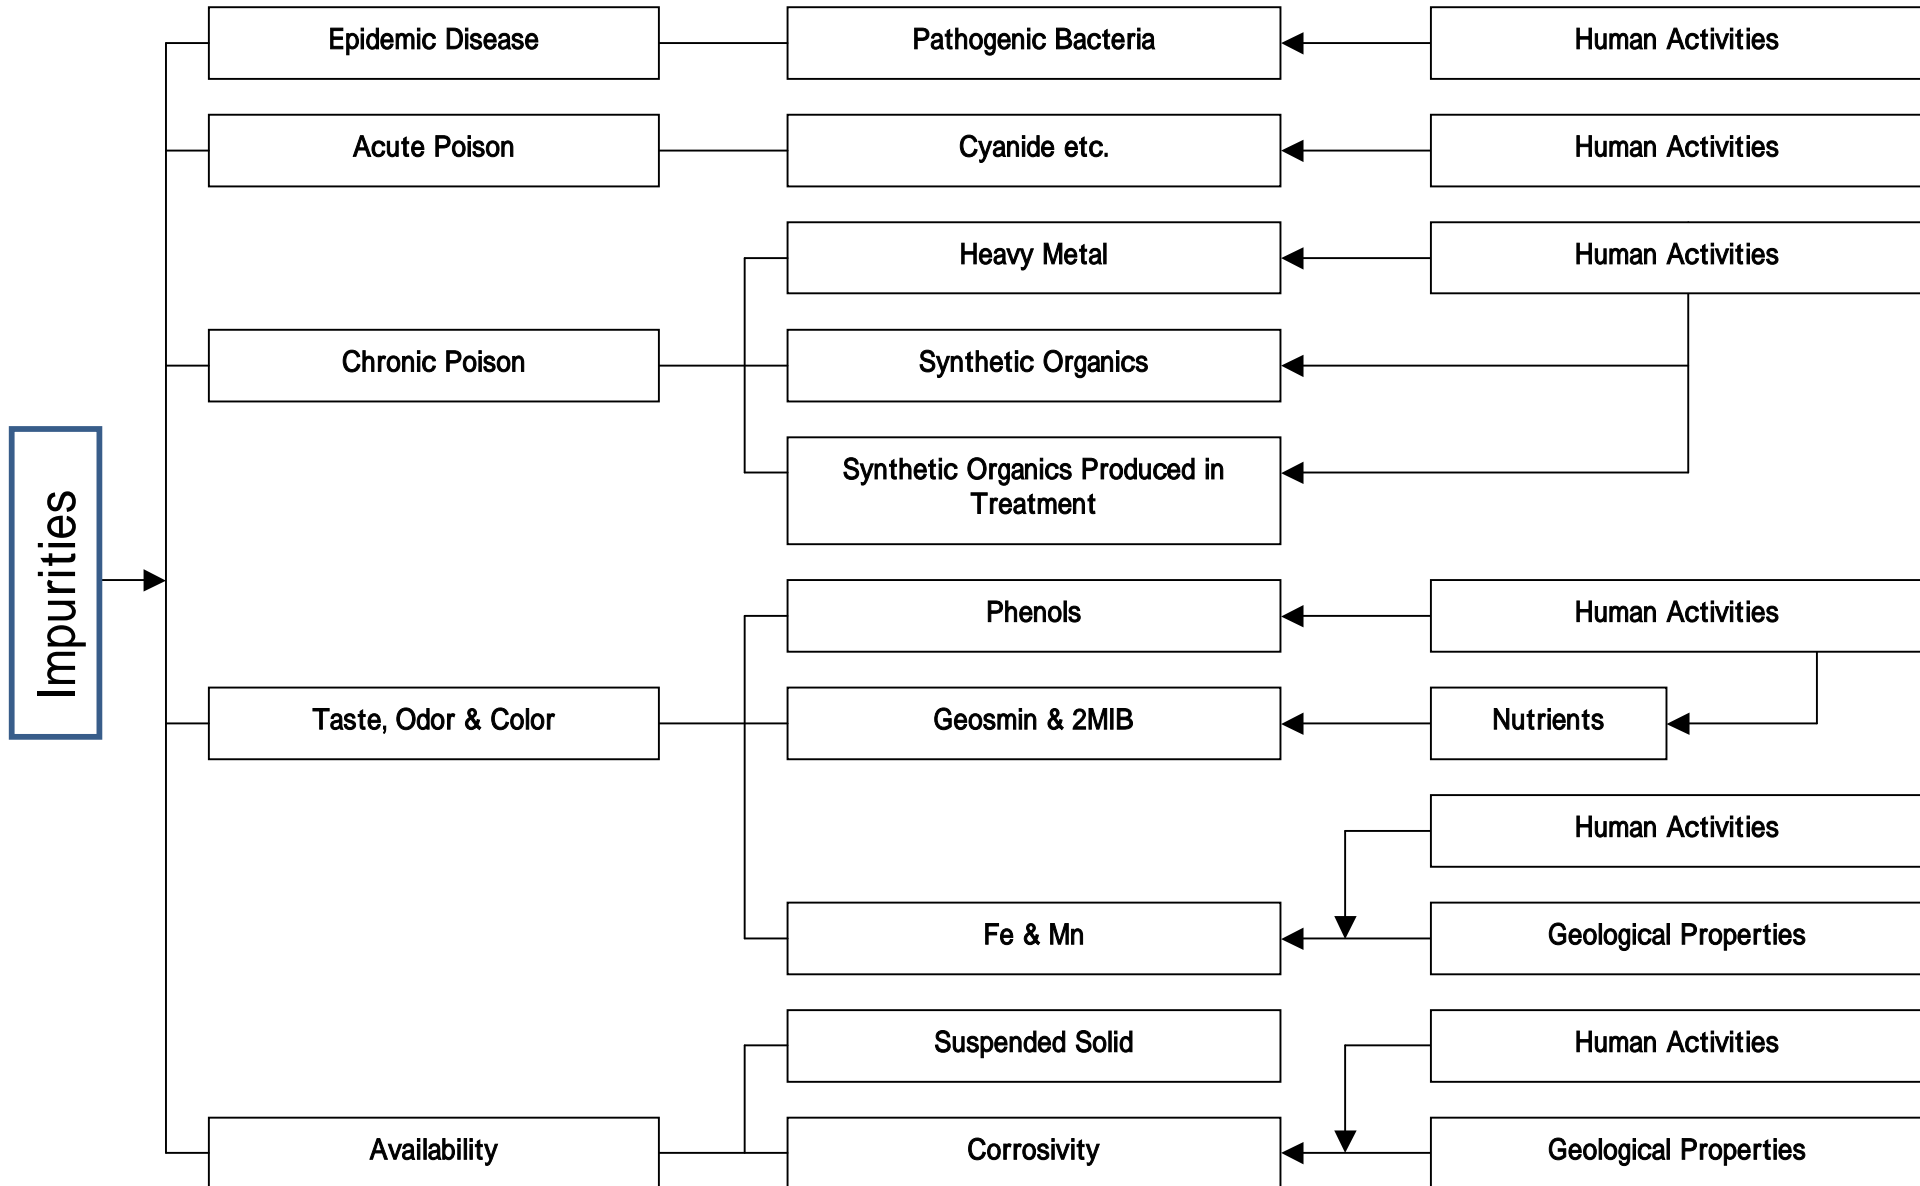 Epidemic Disease
Pathogenic Bacteria
Human Activities
Acute Poison
Cyanide etc.
Human Activities
Heavy Metal
Human Activities
Chronic Poison
Synthetic Organics
Synthetic Organics Produced in
Treatment
Impurities
Phenols
Human Activities
Taste, Odor & Color
Geosmin & 2MIB
Nutrients
Human Activities
Fe & Mn
Geological Properties
Suspended Solid
Human Activities
Availability
Corrosivity
Geological Properties